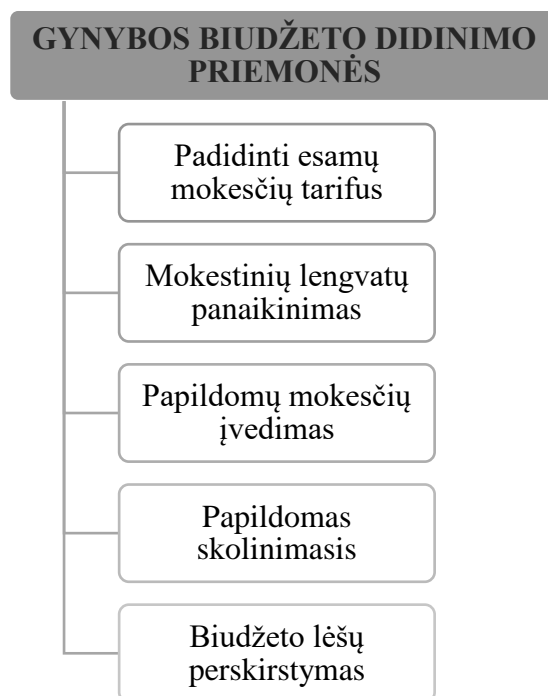 GYNYBOS BIUDŽETO DIDINIMO
PRIEMONĖS
Padidinti esamų
mokesčių tarifus
Mokestinių lengvatų
panaikinimas
Papildomų mokesčių
įvedimas
Papildomas
skolinimasis
Biudžeto lėšų
perskirstymas